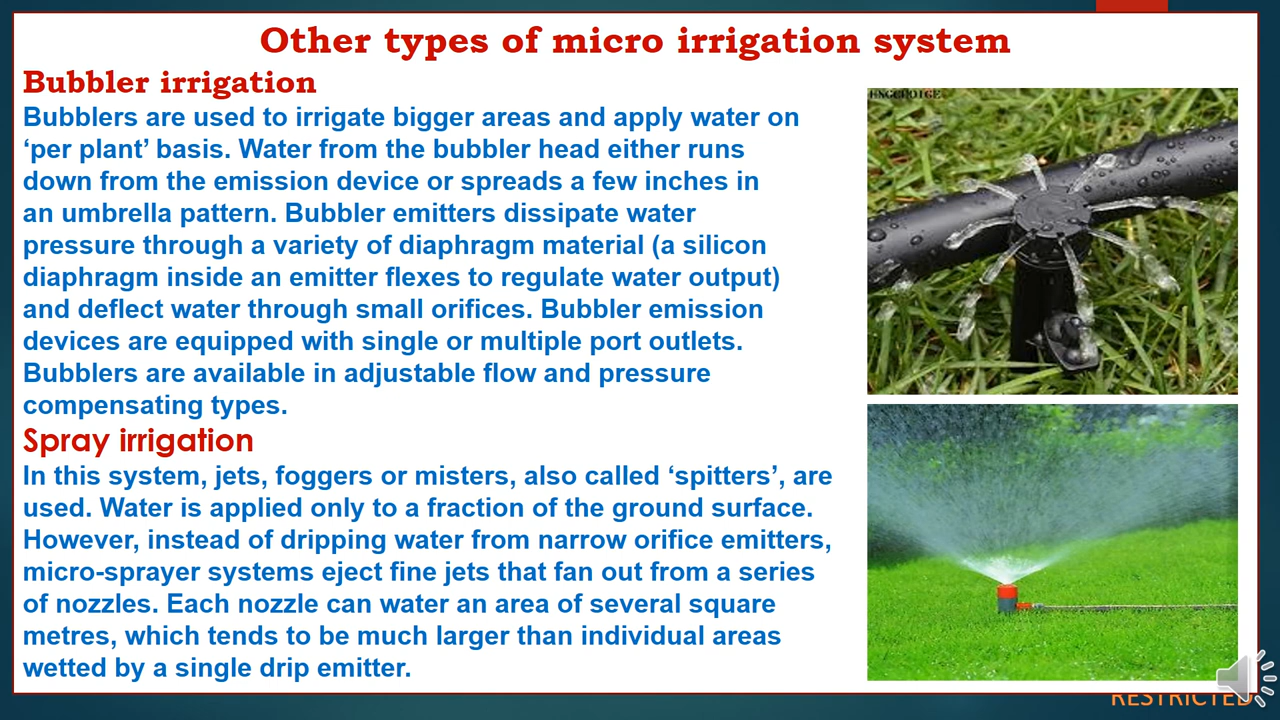 Other types of micro irrigation system
Bubbler irrigation
Bubblers are used to irrigate bigger areas and apply water on
‘per plant’ basis. Water from the bubbler head either runs
down from the emission device or spreads a few inches in
an umbrella pattern. Bubbler emitters dissipate water
pressure through a variety of diaphragm material (a silicon
diaphragm inside an emitter flexes to regulate water output)
and deflect water through small orifices. Bubbler emission
devices are equipped with single or multiple port outlets.
Bubblers are available in adjustable flow and pressure
compensating types.
Spray irrigation
In this system, jets, foggers or misters, also called ‘spitters’, are
used. Water is applied only to a fraction of the ground surface.
However, instead of dripping water from narrow orifice emitters,
micro-sprayer systems eject fine jets that fan out from a series
of nozzles. Each nozzle can water an area of several square
metres, which tends to be much larger than individual areas
wetted by a single drip emitter.
RESTRICTED